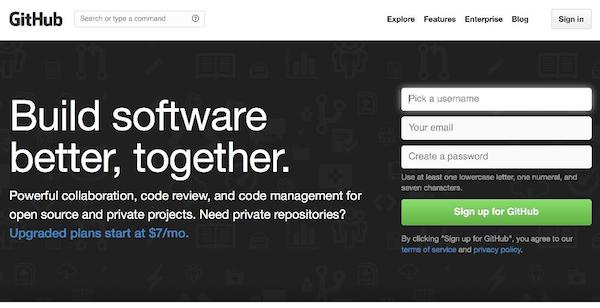 GitHub
Search or type a command
Explore Features Enterprise Blog Sign in
Build software
better, together.
Powerful collaboration, code review, and code management for
open source and private projects. Need private repositories?
Upgraded plans start at $7/mo.
Pick a username
Your email
Create a password
Use at least one lowercase letter, one numeral, and
seven characters.
Sign up for GitHub
By clicking "Sign up for GitHub", you agree to our
terms of service and privacy policy.